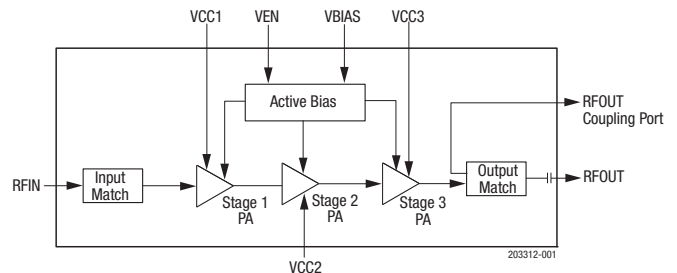 VCC1
VEN
VBIAS
VCC3
Active Bias
RFOUT
Coupling Port
RFIN
Input
Match
Stage 1
PA
Stage 2
PA
Stage 3
PA
Output
Match
RFOUT
VCC2
203312-001